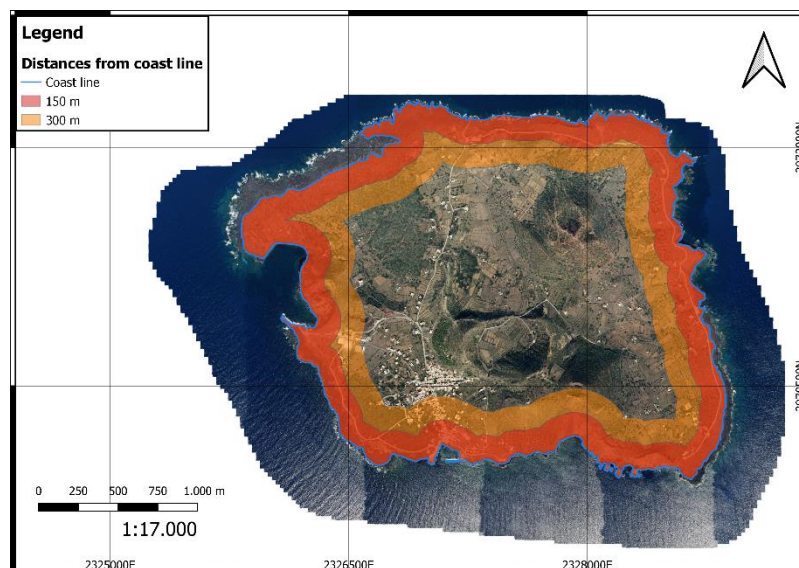 Legend
Distances from coast line
Coast line
150 m
300 m
0 250 500 750 1.000 m
1:17.000
2325000E 2326500E 2328000E